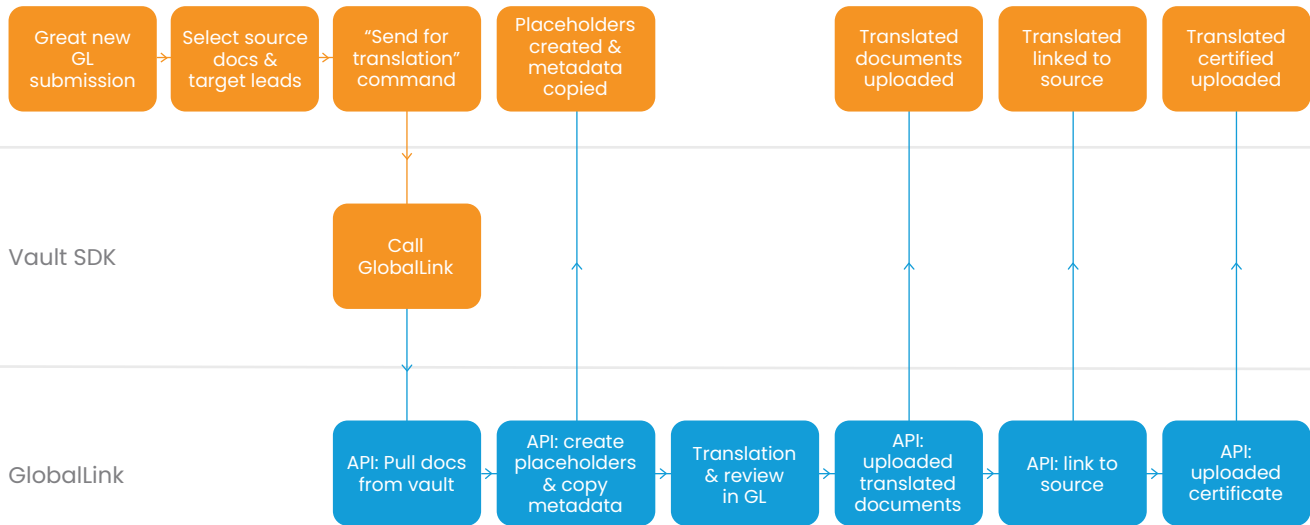 Great new
GL
submission
Select source
docs &
target leads
“Send for
translation”
command
Placeholders
created &
metadata
copied
Translated
documents
uploaded
Translated
linked to
source
Translated
certified
uploaded
Vault SDK
Call
GlobalLink
GlobalLink
API: Pull docs
from vault
API: create
placeholders
& copy
metadata
Translation
& review
in GL
API:
uploaded
translated
documents
API: link to
source
API:
uploaded
certificate